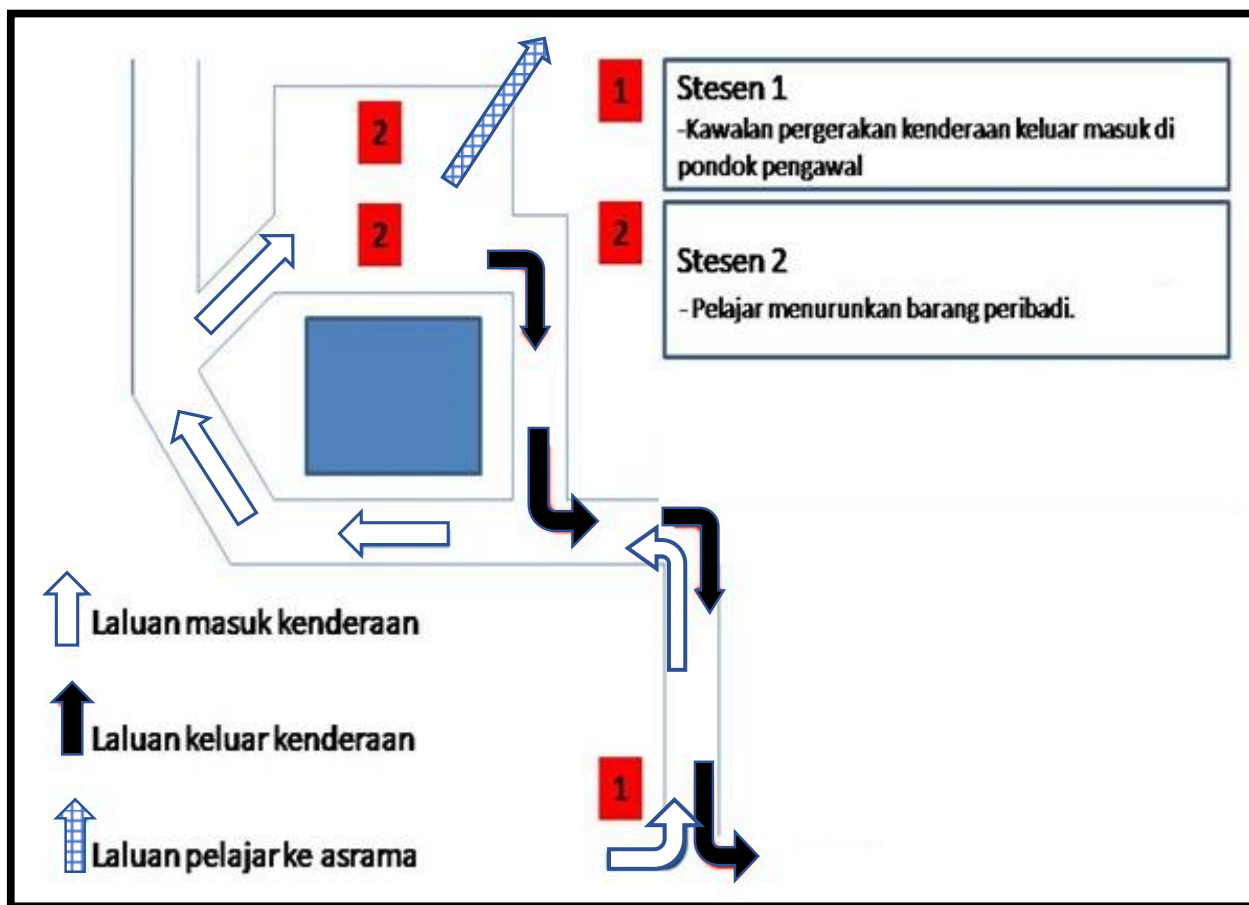 1
Stesen 1
-Kawalan pergerakan kenderaan keluar masuk di
pondok pengawal
2
Stesen 2
- Pelajar menurunkan barang peribadi.
2
2
Laluan masuk kenderaan
Laluan keluar kenderaan
Laluan pelajar ke asrama
1